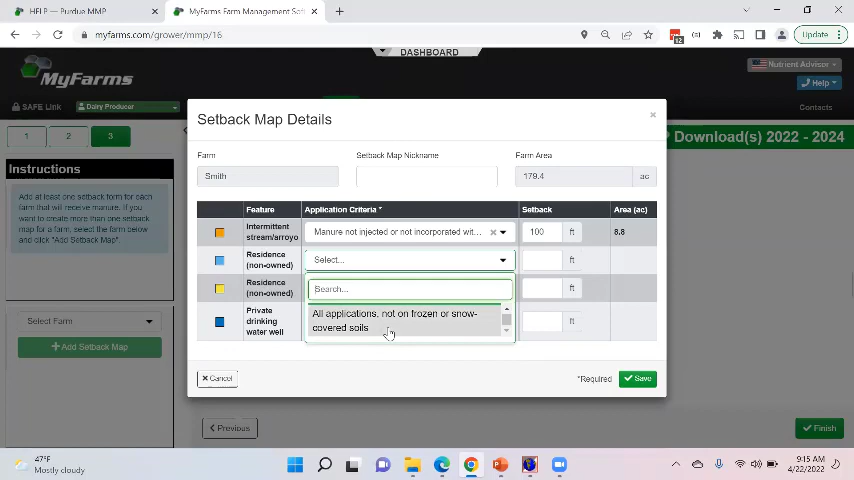 HELP — Purdue MMP
MyFarms Farm Management Soft
myfarms.com/grower/mmp/16
Update
DASHBOARD
MyFarms
Nutrient Advisor
Help
SAFE Link
Dairy Producer
Contacts
1
2
3
Download(s) 2022 - 2024
Instructions
Add at least one setback form for each
farm that will receive manure. If you
want to create more than one setback
map for a farm, select the farm below
and click "Add Setback Map".
Select Farm
Add Setback Map
Setback Map Details
Farm
Setback Map Nickname
Farm Area
Smith
179.4
ac
Feature
Application Criteria *
Setback
Area (ac)
Intermittent
stream/arroyo
Manure not injected or not incorporated wit...
100
ft
8.8
Residence
(non-owned)
Select...
ft
Residence
(non-owned)
Search...
ft
All applications, not on frozen or snow-
covered soils
Private
drinking
water well
ft
Cancel
*Required
Save
Previous
Finish
47°F
Mostly cloudy
9:15 AM
4/22/2022